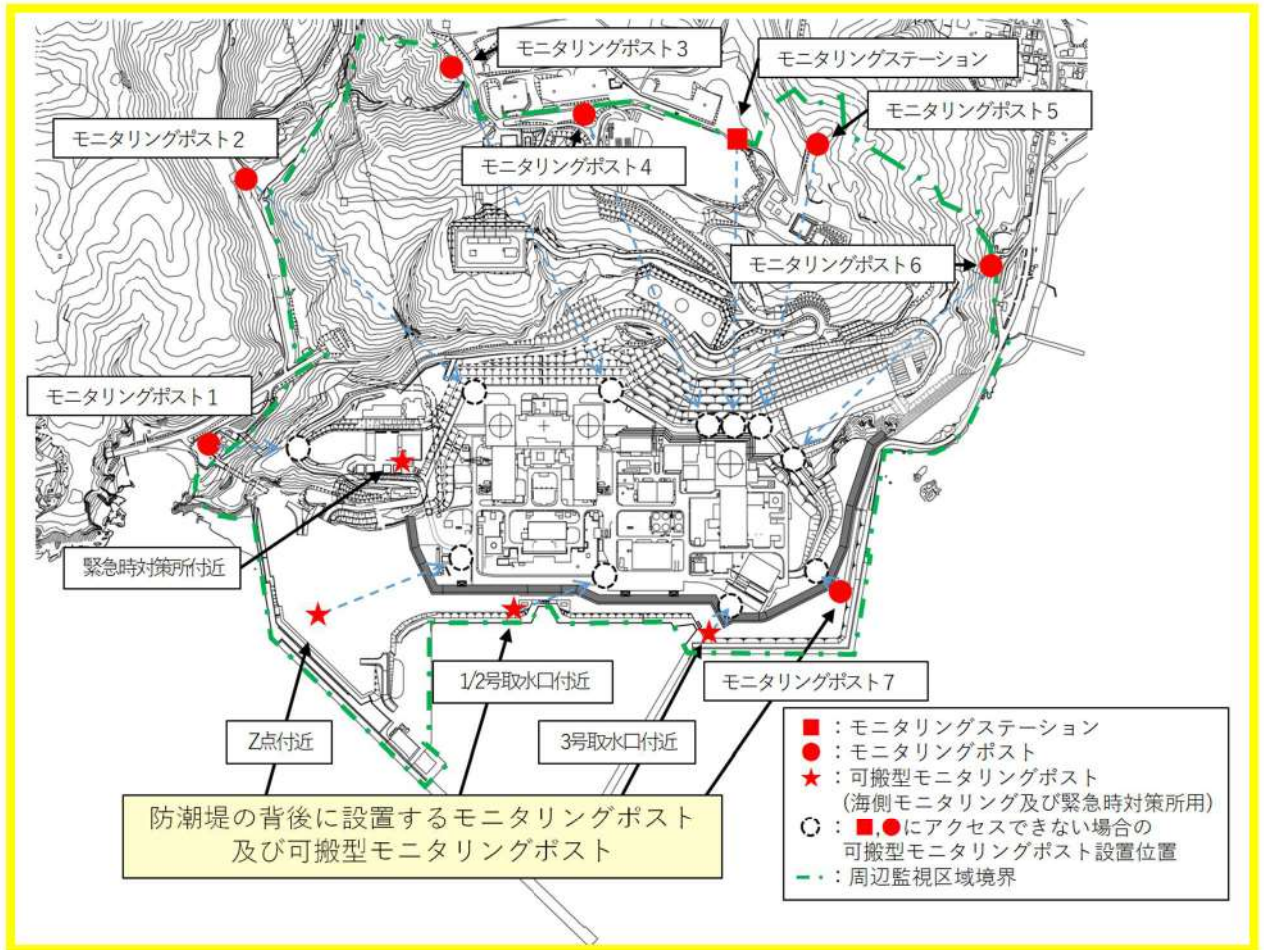 モニタリングポスト3
モニタリングステーション
モニタリングポスト2
モニタリングポスト5
モニタリングポスト4
モニタリングポスト6
モニタリングポスト1
緊急時対策所付近
1/2号取水口付近
モニタリングポスト7
Z点付近
3号取水口付近
防潮堤の背後に設置するモニタリングポスト
及び可搬型モニタリングポスト
■：モニタリングステーション
●：モニタリングポスト
★：可搬型モニタリングポスト
(海側モニタリング及び緊急時対策所用)
：■,●にアクセスできない場合の
可搬型モニタリングポスト設置位置
：周辺監視区域境界